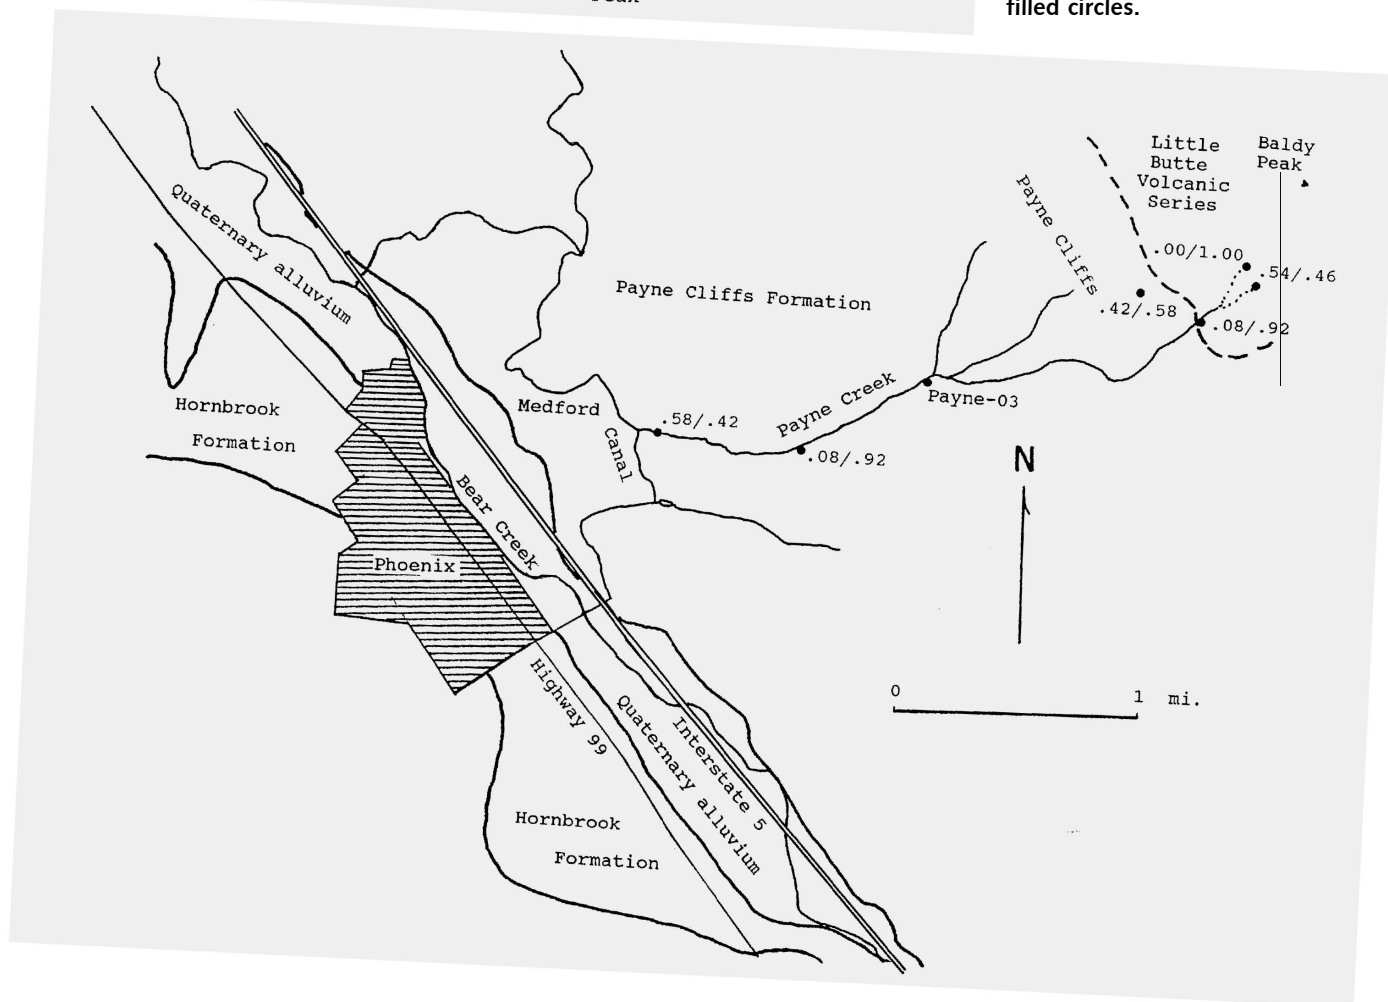 filled circles.
Little
Butte
Volcanic
Series
Baldy
Peak
Payne Cliffs
.00/1.00
.54/.46
.42/.58
.08/.92
Quaternary alluvium
Payne Cliffs Formation
Hornbrook
Formation
Medford
Canal
.58/.42
Payne Creek
.08/.92
Payne-03
N
Bear Creek
Phoenix
0
1 mi.
Highway 99
Quaternary alluvium
Interstate 5
Hornbrook
Formation